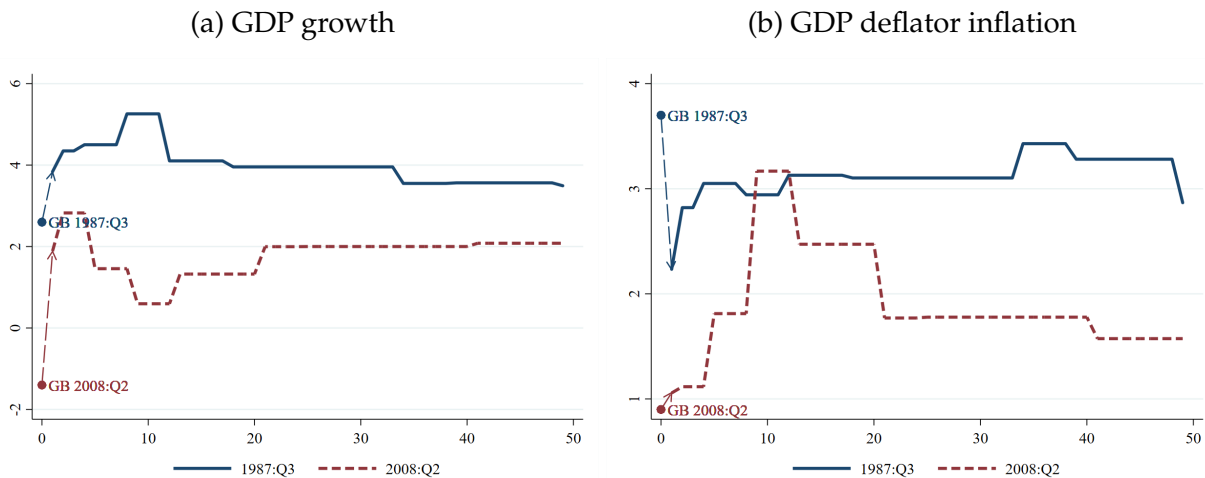 (a) GDP growth
6
4
2
0
-2
GB 1987:Q3
GB 2008:Q2
0 10 20 30 40 50
1987:Q3 2008:Q2
(b) GDP deflator inflation
4
3
2
1
GB 1987:Q3
GB 2008:Q2
0 10 20 30 40 50
1987:Q3 2008:Q2